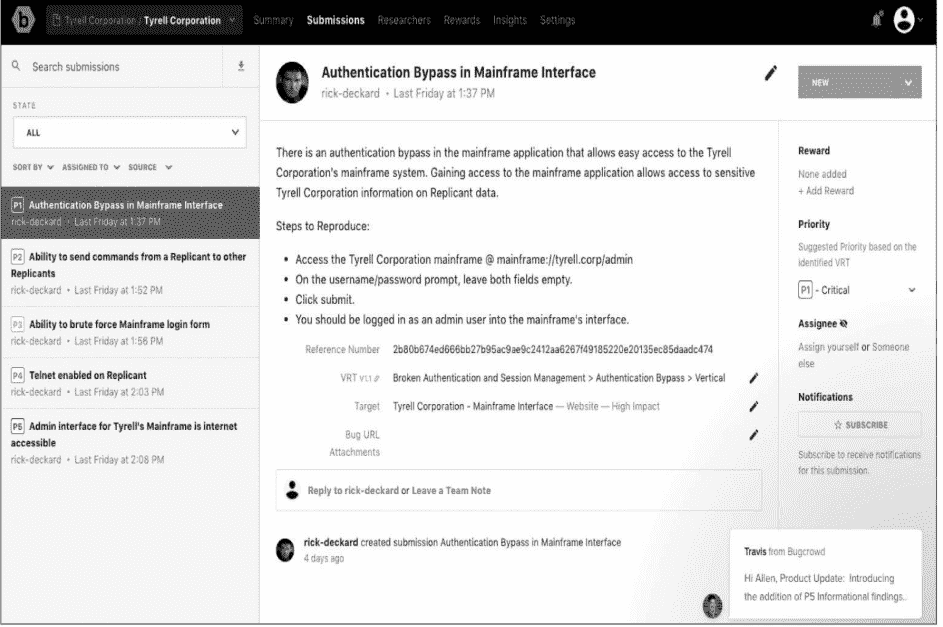 b Tyrell Corporation / Tyrell Corporation Summary Submissions Researchers Rewards Insights Settings
Search submissions
STATE
ALL
SORT BY ASSIGNED TO SOURCE
P1 Authentication Bypass in Mainframe Interface
rick-deckard • Last Friday at 1:37 PM
P2 Ability to send commands from a Replicant to other
Replicants
rick-deckard • Last Friday at 1:52 PM
P3 Ability to brute force Mainframe login form
rick-deckard • Last Friday at 1:56 PM
P4 Telnet enabled on Replicant
rick-deckard • Last Friday at 2:03 PM
P5 Admin interface for Tyrell's Mainframe is internet
accessible
rick-deckard • Last Friday at 2:08 PM
Authentication Bypass in Mainframe Interface
rick-deckard • Last Friday at 1:37 PM
There is an authentication bypass in the mainframe application that allows easy access to the Tyrell
Corporation's mainframe system. Gaining access to the mainframe application allows access to sensitive
Tyrell Corporation information on Replicant data.
Steps to Reproduce:
• Access the Tyrell Corporation mainframe @ mainframe://tyrell.corp/admin
• On the username/password prompt, leave both fields empty.
• Click submit.
• You should be logged in as an admin user into the mainframe's interface.
Reference Number 2b80b674ed666bb27b95ac9ae9c2412aa6267f49185220e20135ec85daadc474
VRT V1.1 Broken Authentication and Session Management > Authentication Bypass > Vertical
Target Tyrell Corporation - Mainframe Interface — Website — High Impact
Bug URL
Attachments
Reply to rick-deckard or Leave a Team Note
rick-deckard created submission Authentication Bypass in Mainframe Interface
4 days ago
NEW
Reward
None added
+ Add Reward
Priority
Suggested Priority based on the
identified VRT
P1 - Critical
Assignee
Assign yourself or Someone
else
Notifications
☆ SUBSCRIBE
Subscribe to receive notifications
for this submission.
Travis from Bugcrowd
Hi Allen, Product Update: Introducing
the addition of P5 Informational findings..